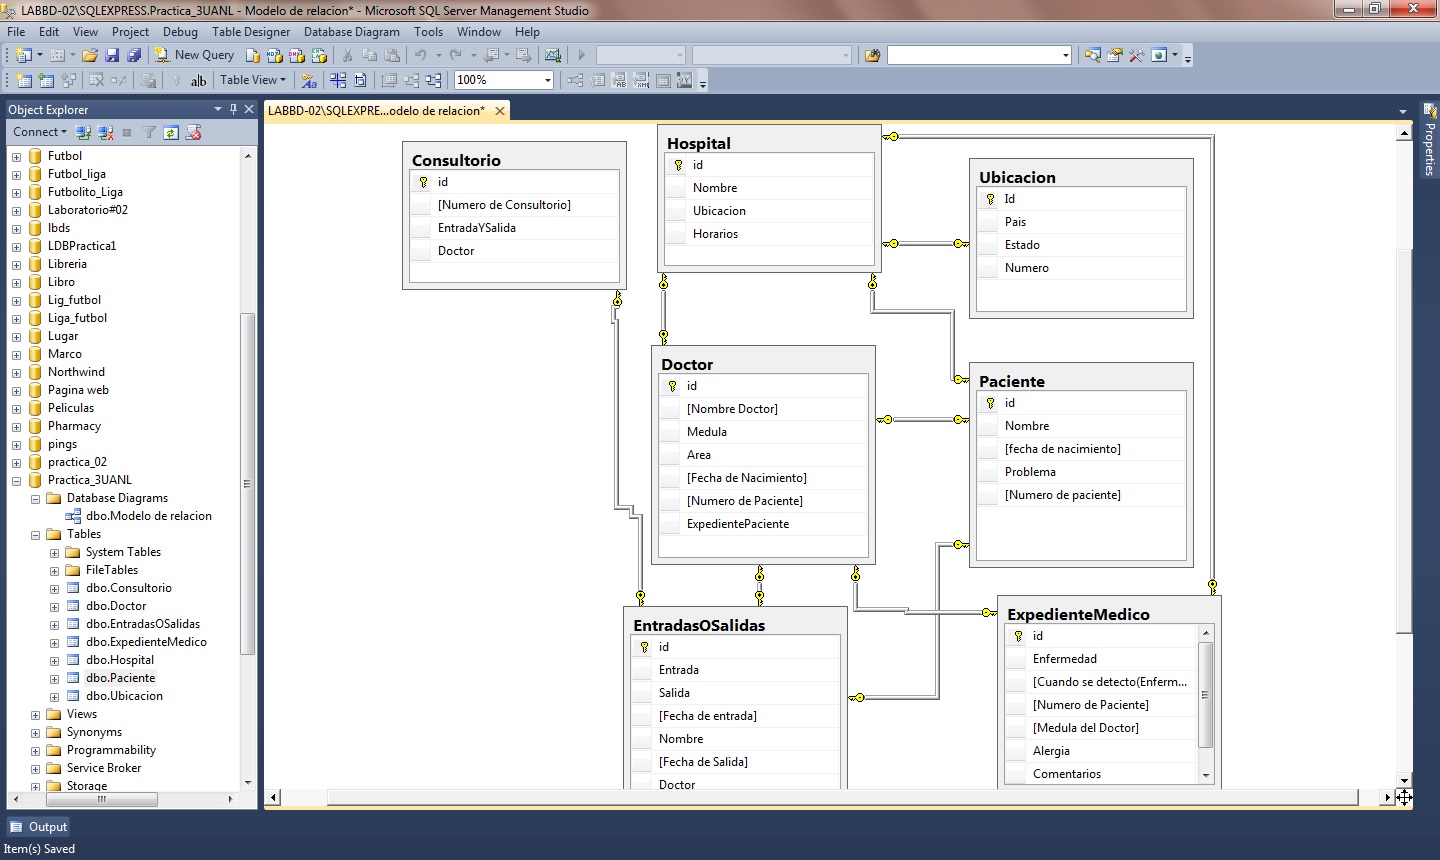 LABBD-02\SQLEXPRESS.Practica_3UANL - Modelo de relacion* - Microsoft SQL Server Management Studio
File Edit View Project Debug Table Designer Database Diagram Tools Window Help
New Query
Table View
100%
Object Explorer
Connect
Futbol
Futbol_liga
Futbolito_Liga
Laboratorio#02
lbds
LDBPractica1
Libreria
Libro
Lig_futbol
Liga_futbol
Lugar
Marco
Northwind
Pagina web
Peliculas
Pharmacy
pings
practica_02
Practica_3UANL
Database Diagrams
dbo.Modelo de relacion
Tables
System Tables
FileTables
dbo.Consultorio
dbo.Doctor
dbo.EntradasOSalidas
dbo.ExpedienteMedico
dbo.Hospital
dbo.Paciente
dbo.Ubicacion
Views
Synonyms
Programmability
Service Broker
Storage
LABBD-02\SQLEXPRE...odelo de relacion*
Consultorio
id
[Numero de Consultorio]
EntradaYSalida
Doctor
Hospital
id
Nombre
Ubicacion
Horarios
Ubicacion
Id
Pais
Estado
Numero
Doctor
id
[Nombre Doctor]
Medula
Area
[Fecha de Nacimiento]
[Numero de Paciente]
ExpedientePaciente
Paciente
id
Nombre
[fecha de nacimiento]
Problema
[Numero de paciente]
EntradasOSalidas
id
Entrada
Salida
[Fecha de entrada]
Nombre
[Fecha de Salida]
Doctor
ExpedienteMedico
id
Enfermedad
[Cuando se detecto(Enferm...
[Numero de Paciente]
[Medula del Doctor]
Alergia
Comentarios
Properties
Output
Item(s) Saved